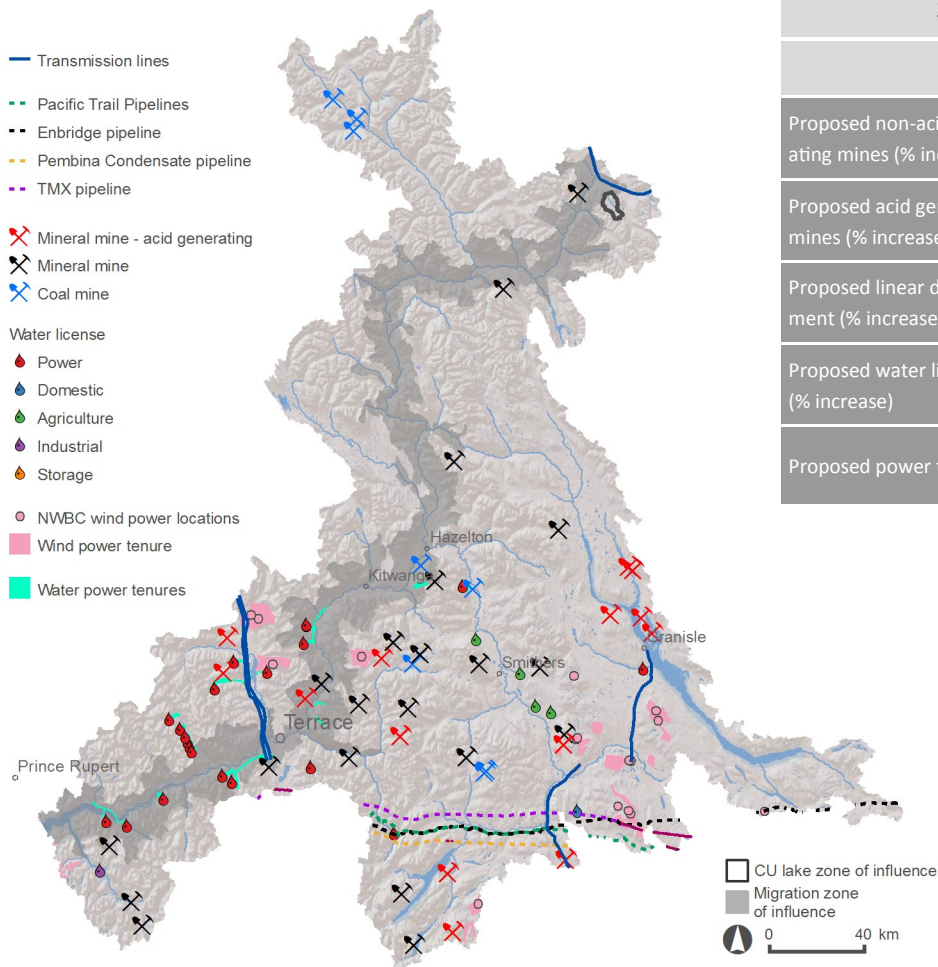 Transmission lines
Pacific Trail Pipelines
Enbridge pipeline
Pembina Condensate pipeline
TMX pipeline
Mineral mine - acid generating
Mineral mine
Coal mine
Water license
Power
Domestic
Agriculture
Industrial
Storage
NWBC wind power locations
Wind power tenure
Water power tenures
Hazelton
Kitwanga
Granisle
Smithers
Terrace
Prince Rupert
Proposed non-acid
ating mines (% inc
Proposed acid gen
mines (% increase
Proposed linear d
ment (% increase
Proposed water li
(% increase)
Proposed power t
CU lake zone of influence
Migration zone
of influence
0 40 km